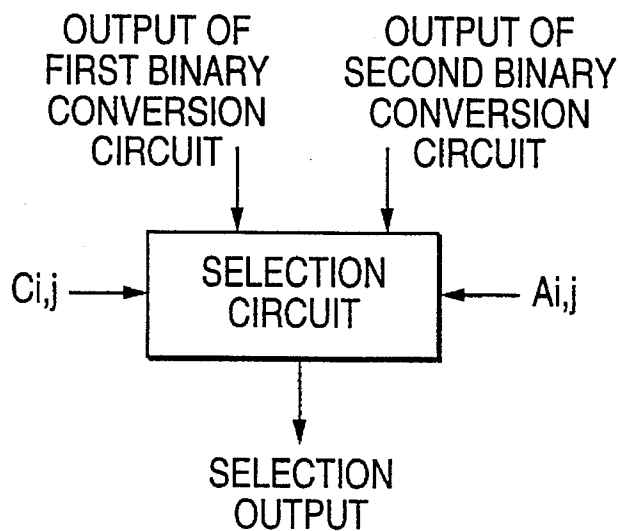 OUTPUT OF
FIRST BINARY
CONVERSION
CIRCUIT
OUTPUT OF
SECOND BINARY
CONVERSION
CIRCUIT
Ci,j
SELECTION
CIRCUIT
Ai,j
SELECTION
OUTPUT